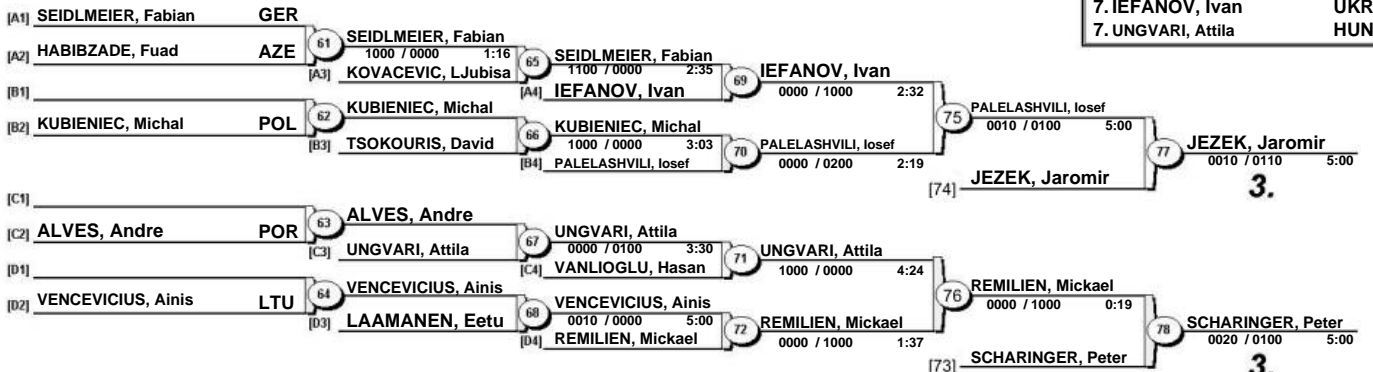 7. IEFANOV, Ivan UKR
7. UNGVARI, Attila HUN
[A1] SEIDLMEIER, Fabian GER
[A2] HABIBZADE, Fuad AZE
61 SEIDLMEIER, Fabian
1000 / 0000 1:16
[A3] KOVACEVIC, LJubisa
65 SEIDLMEIER, Fabian
1100 / 0000 2:35
[A4] IEFANOV, Ivan
69 IEFANOV, Ivan
0000 / 1000 2:32
[B1]
[B2] KUBIENIEC, Michal POL
62 KUBIENIEC, Michal
[B3] TSOKOURIS, David
66 KUBIENIEC, Michal
1000 / 0000 3:03
[B4] PALELASHVILI, Iosef
70 PALELASHVILI, Iosef
0000 / 0200 2:19
75 PALELASHVILI, Iosef
0010 / 0100 5:00
[74] JEZEK, Jaromir
77 JEZEK, Jaromir
0010 / 0110 5:00
3.
[C1]
[C2] ALVES, Andre POR
63 ALVES, Andre
[C3] UNGVARI, Attila
67 UNGVARI, Attila
0000 / 0100 3:30
[C4] VANLIOGLU, Hasan
71 UNGVARI, Attila
1000 / 0000 4:24
[D1]
[D2] VENCEVICIUS, Ainis LTU
64 VENCEVICIUS, Ainis
[D3] LAAMANEN, Eetu
68 VENCEVICIUS, Ainis
0010 / 0000 5:00
[D4] REMILIEN, Mickael
72 REMILIEN, Mickael
0000 / 1000 1:37
76 REMILIEN, Mickael
0000 / 1000 0:19
[73] SCHARINGER, Peter
78 SCHARINGER, Peter
0020 / 0100 5:00
3.